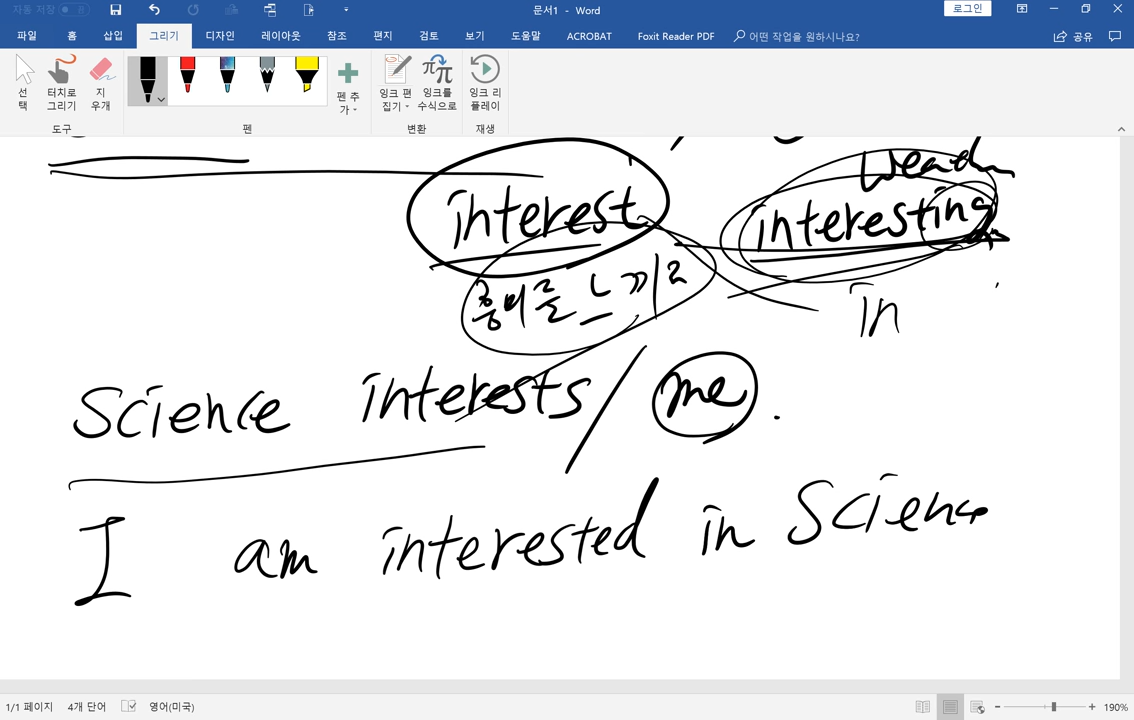 자동 저장
문서1 - Word
로그인
파일 홈 삽입 그리기 디자인 레이아웃 참조 편지 검토 보기 도움말 ACROBAT Foxit Reader PDF 어떤 작업을 원하시나요? 공유
선택 터치로 그리기 지우개 펜 추가 잉크 편집기 잉크를 수식으로 잉크 리플레이
도구 펜 변환 재생
interest interesting
흥미를 느끼
in
Science interests / me.
I am interested in Science
1/1 페이지 4개 단어 영어(미국) 190%